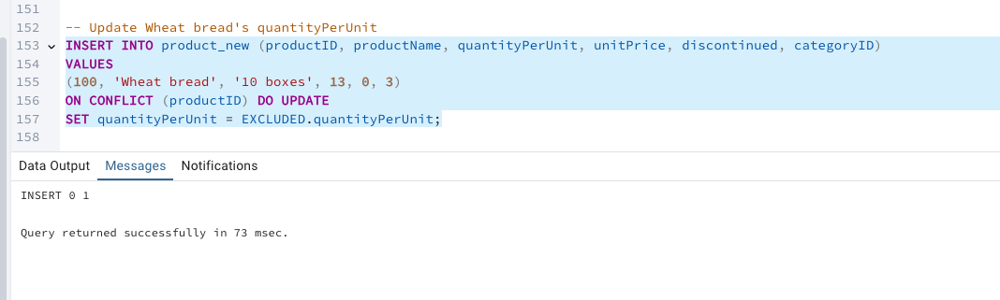 151
152 -- Update Wheat bread's quantityPerUnit
153 INSERT INTO product_new (productID, productName, quantityPerUnit, unitPrice, discontinued, categoryID)
154 VALUES
155 (100, 'Wheat bread', '10 boxes', 13, 0, 3)
156 ON CONFLICT (productID) DO UPDATE
157 SET quantityPerUnit = EXCLUDED.quantityPerUnit;
158
Data Output Messages Notifications
INSERT 0 1
Query returned successfully in 73 msec.